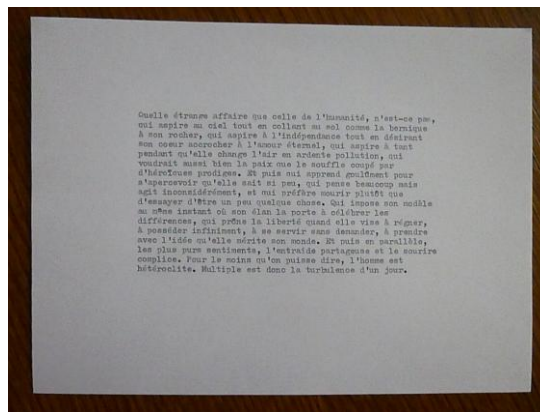 Quelle étrange affaire que celle de l'humanité, n'est-ce pas,
qui aspire au ciel tout en collant au sol comme la bernique
à son rocher, qui aspire à l'indépendance tout en désirant
son coeur accrocher à l'amour éternel, qui aspire à tant
pendant qu'elle change l'air en ardente pollution, qui
voudrait aussi bien la paix que le souffle coupé par
d'héroïques prodiges. Et puis qui apprend goulûment pour
s'apercevoir qu'elle sait si peu, qui pense beaucoup mais
agit inconsidérément, et qui préfère mourir plutôt que
d'essayer d'être un peu quelque chose. Qui impose son modèle
au même instant où son élan la porte à célébrer les
différences, qui prône la liberté quand elle vise à régner,
à posséder infiniment, à se servir sans demander, à prendre
avec l'idée qu'elle mérite son monde. Et puis en parallèle,
les plus purs sentiments, l'entraide partageuse et le sourire
complice. Pour le moins qu'on puisse dire, l'homme est
hétéroclite. Multiple est donc la turbulence d'un jour.